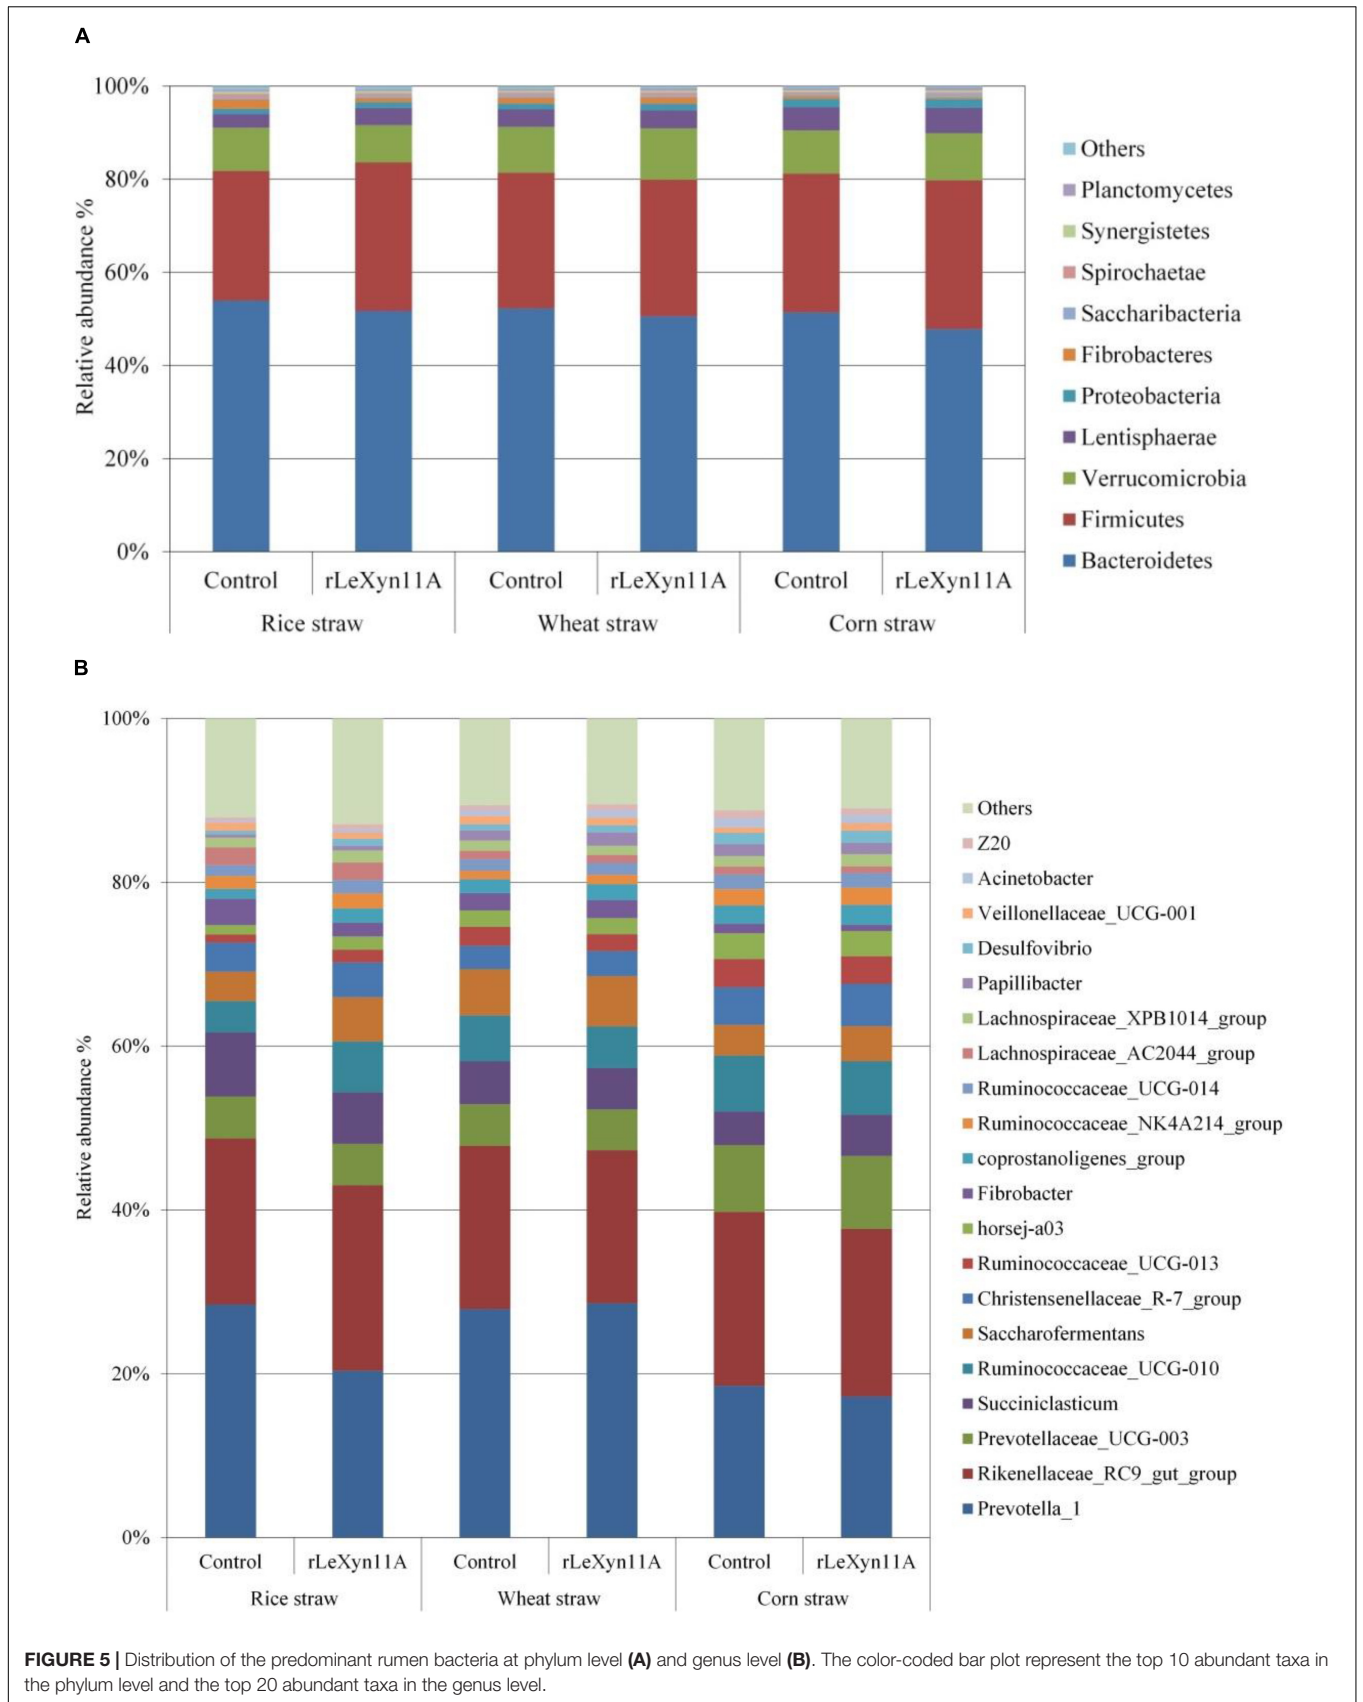 A
100%
80%
60%
40%
20%
0%
Relative abundance %
Control rLeXyn11A Control rLeXyn11A Control rLeXyn11A
Rice straw Wheat straw Corn straw
Others
Planctomycetes
Synergistetes
Spirochaetae
Saccharibacteria
Fibrobacteres
Proteobacteria
Lentisphaerae
Verrucomicrobia
Firmicutes
Bacteroidetes
B
100%
80%
60%
40%
20%
0%
Relative abundance %
Control rLeXyn11A Control rLeXyn11A Control rLeXyn11A
Rice straw Wheat straw Corn straw
Others
Z20
Acinetobacter
Veillonellaceae_UCG-001
Desulfovibrio
Papillibacter
Lachnospiraceae_XPB1014_group
Lachnospiraceae_AC2044_group
Ruminococcaceae_UCG-014
Ruminococcaceae_NK4A214_group
coprostanoligenes_group
Fibrobacter
horsej-a03
Ruminococcaceae_UCG-013
Christensenellaceae_R-7_group
Saccharofermentans
Ruminococcaceae_UCG-010
Succiniclasticum
Prevotellaceae_UCG-003
Rikenellaceae_RC9_gut_group
Prevotella_1
FIGURE 5 | Distribution of the predominant rumen bacteria at phylum level (A) and genus level (B). The color-coded bar plot represent the top 10 abundant taxa in
the phylum level and the top 20 abundant taxa in the genus level.